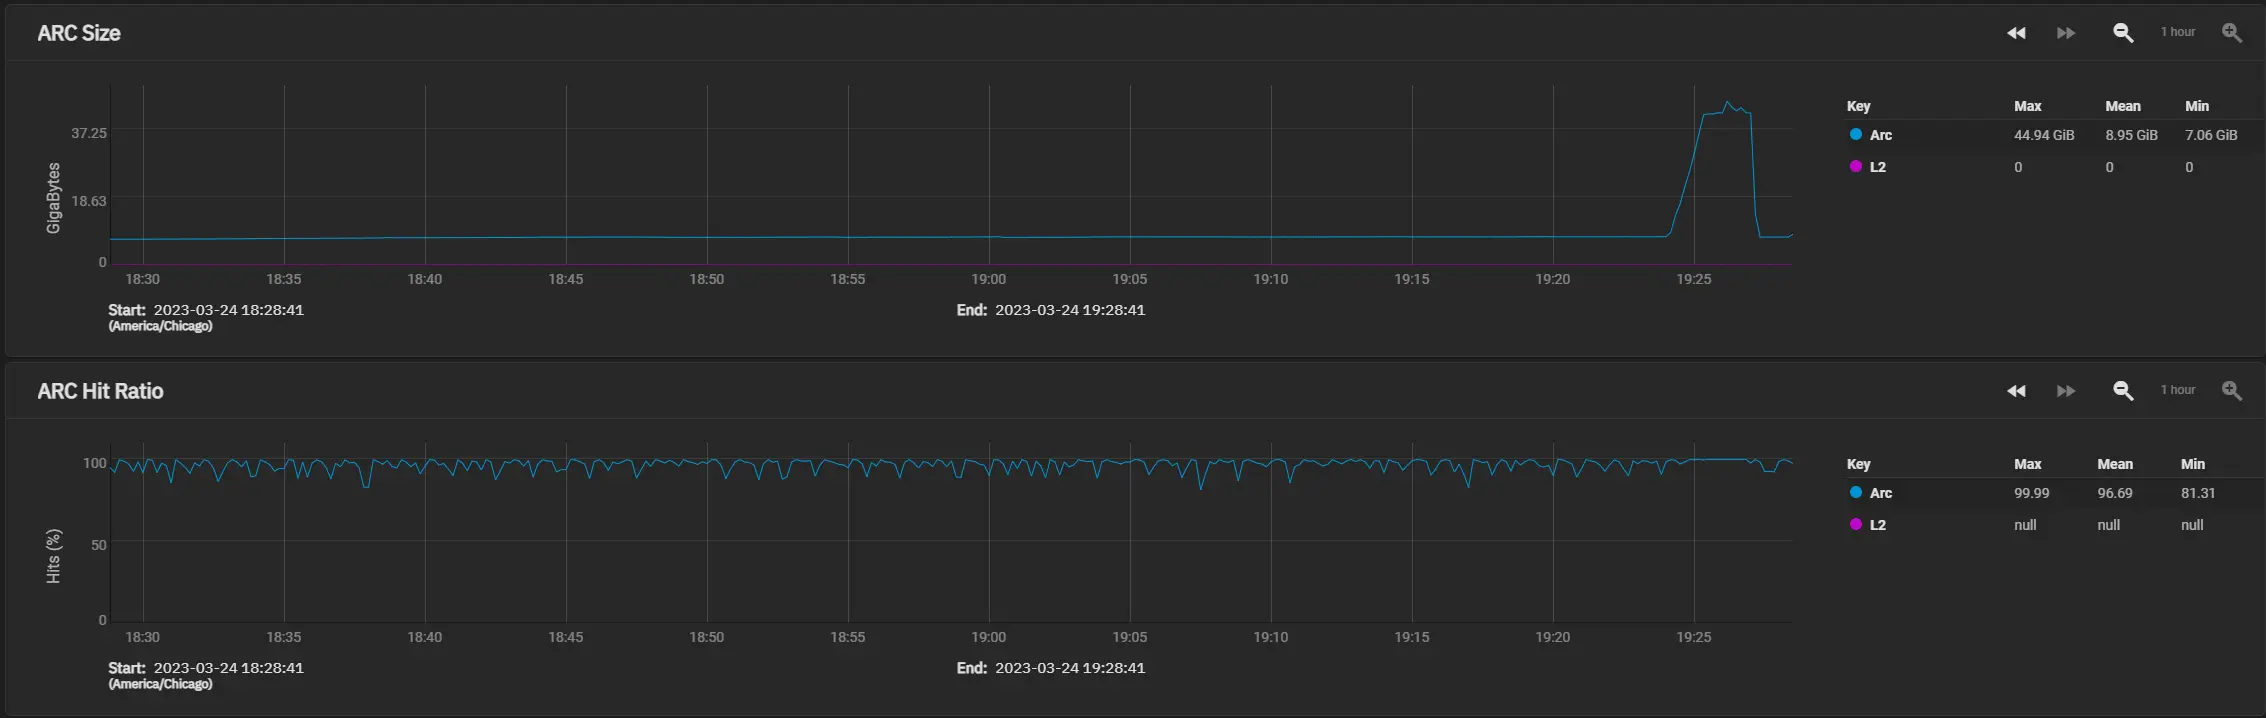 ARC Size
1 hour
Key Max Mean Min
Arc 44.94 GiB 8.95 GiB 7.06 GiB
L2 0 0 0
GigaBytes
37.25
18.63
0
18:30 18:35 18:40 18:45 18:50 18:55 19:00 19:05 19:10 19:15 19:20 19:25
Start: 2023-03-24 18:28:41 End: 2023-03-24 19:28:41
(America/Chicago)
ARC Hit Ratio
1 hour
Key Max Mean Min
Arc 99.99 96.69 81.31
L2 null null null
Hits (%)
100
50
0
18:30 18:35 18:40 18:45 18:50 18:55 19:00 19:05 19:10 19:15 19:20 19:25
Start: 2023-03-24 18:28:41 End: 2023-03-24 19:28:41
(America/Chicago)